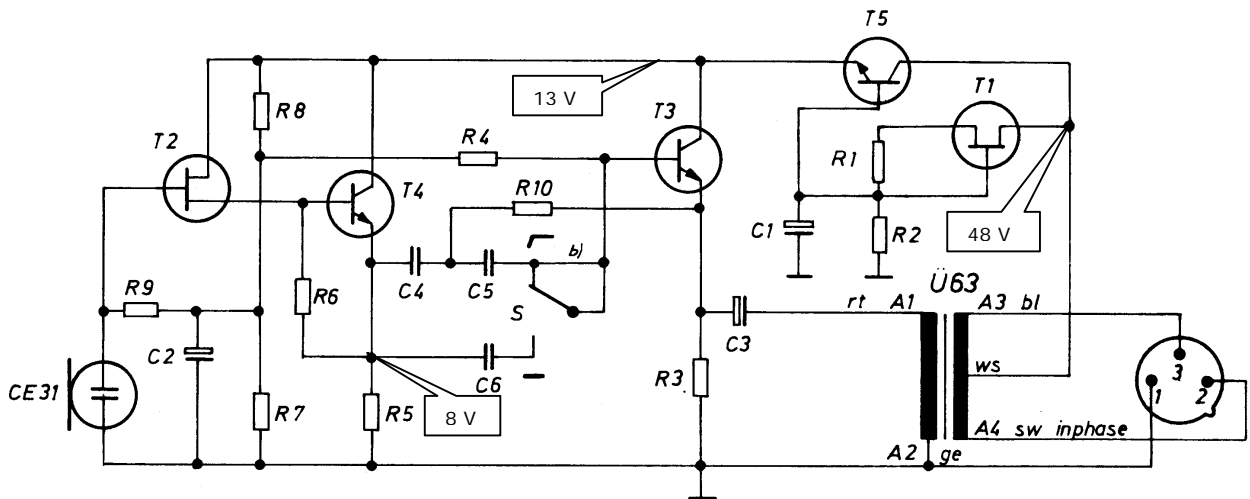 T5
13 V
T1
R8
T3
T2
R4
R1
T4
R10
C1
R2
48 V
b)
Ü63
R9
R6
C4
C5
S
rt
A1
A3
bl
C2
C3
3
CE31
C6
R3
ws
1
2
R7
R5
8 V
A4 sw inphase
A2
ge